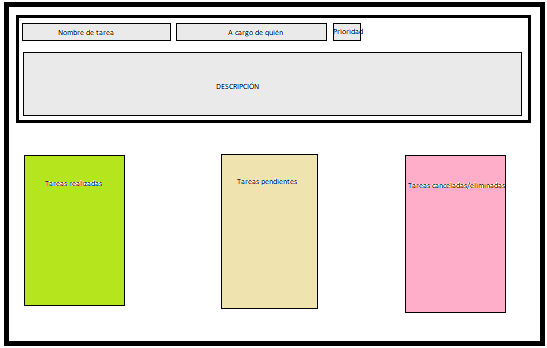 Nombre de tarea
A cargo de quién
Prioridad
DESCRIPCIÓN
Tareas realizadas
Tareas pendientes
Tareas canceladas/eliminadas